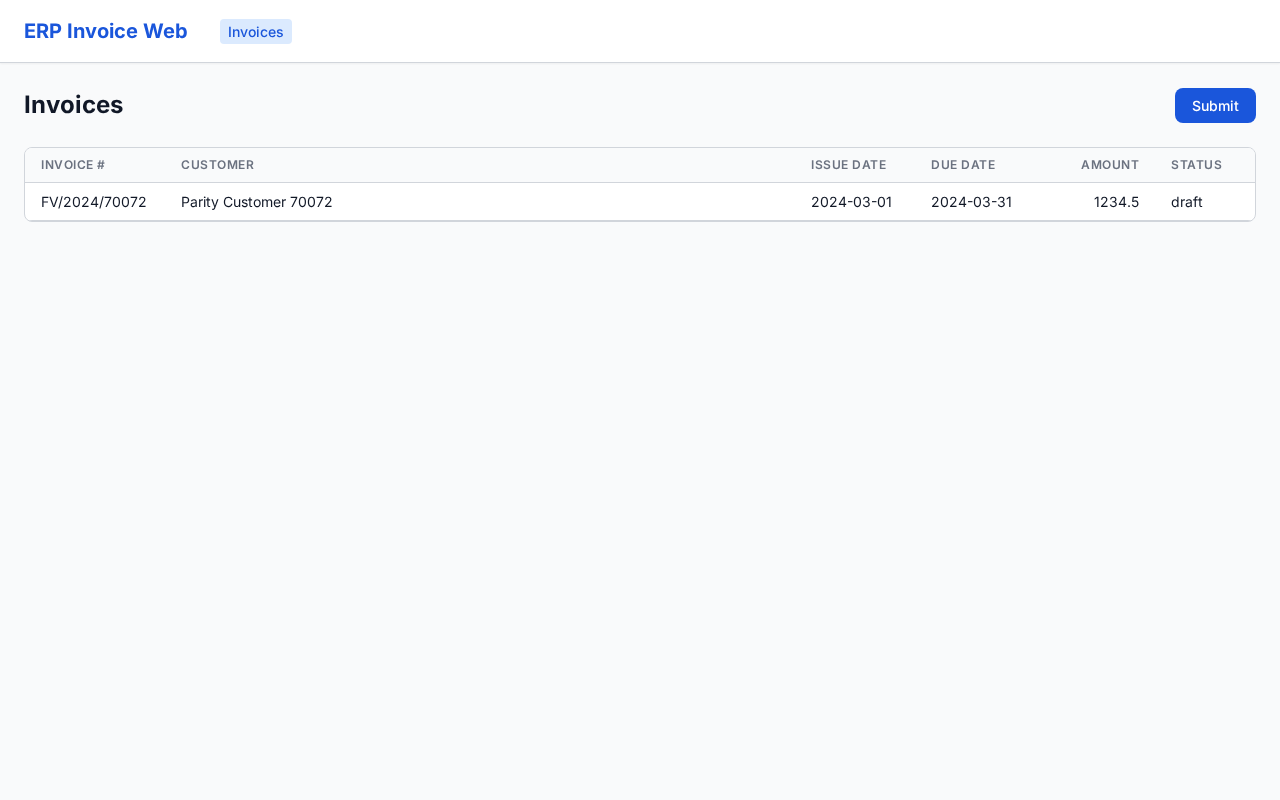 ERP Invoice Web Invoices
Invoices Submit
INVOICE # CUSTOMER ISSUE DATE DUE DATE AMOUNT STATUS
FV/2024/70072 Parity Customer 70072 2024-03-01 2024-03-31 1234.5 draft